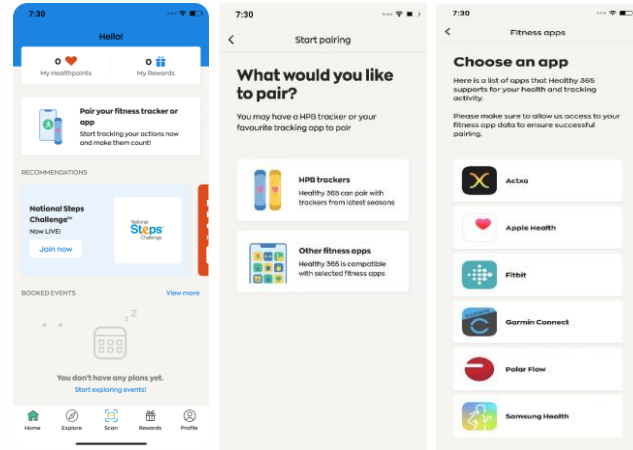 7:30
Hello!
0
0
My Healthpoints
My Rewards
Pair your fitness tracker or
app
Start tracking your actions now
and make them count!
RECOMMENDATIONS
National Steps
Challenge™
Now LIVE!
Join now
National
Steps
Challenge
BOOKED EVENTS
View more
z Z
You don't have any plans yet.
Start exploring events!
Home
Explore
Scan
Rewards
Profile
7:30
Start pairing
What would you like
to pair?
You may have a HPB tracker or your
favourite tracking app to pair
HPB trackers
Healthy 365 can pair with
trackers from latest seasons
Other fitness apps
Healthy 365 is compatible
with selected fitness apps
7:30
Fitness apps
Choose an app
Here is a list of apps that Healthy 365
supports for your health and tracking
activity.
Please make sure to allow us access to your
fitness app data to ensure successful
pairing.
Actxa
Apple Health
Fitbit
Garmin Connect
Polar Flow
Samsung Health